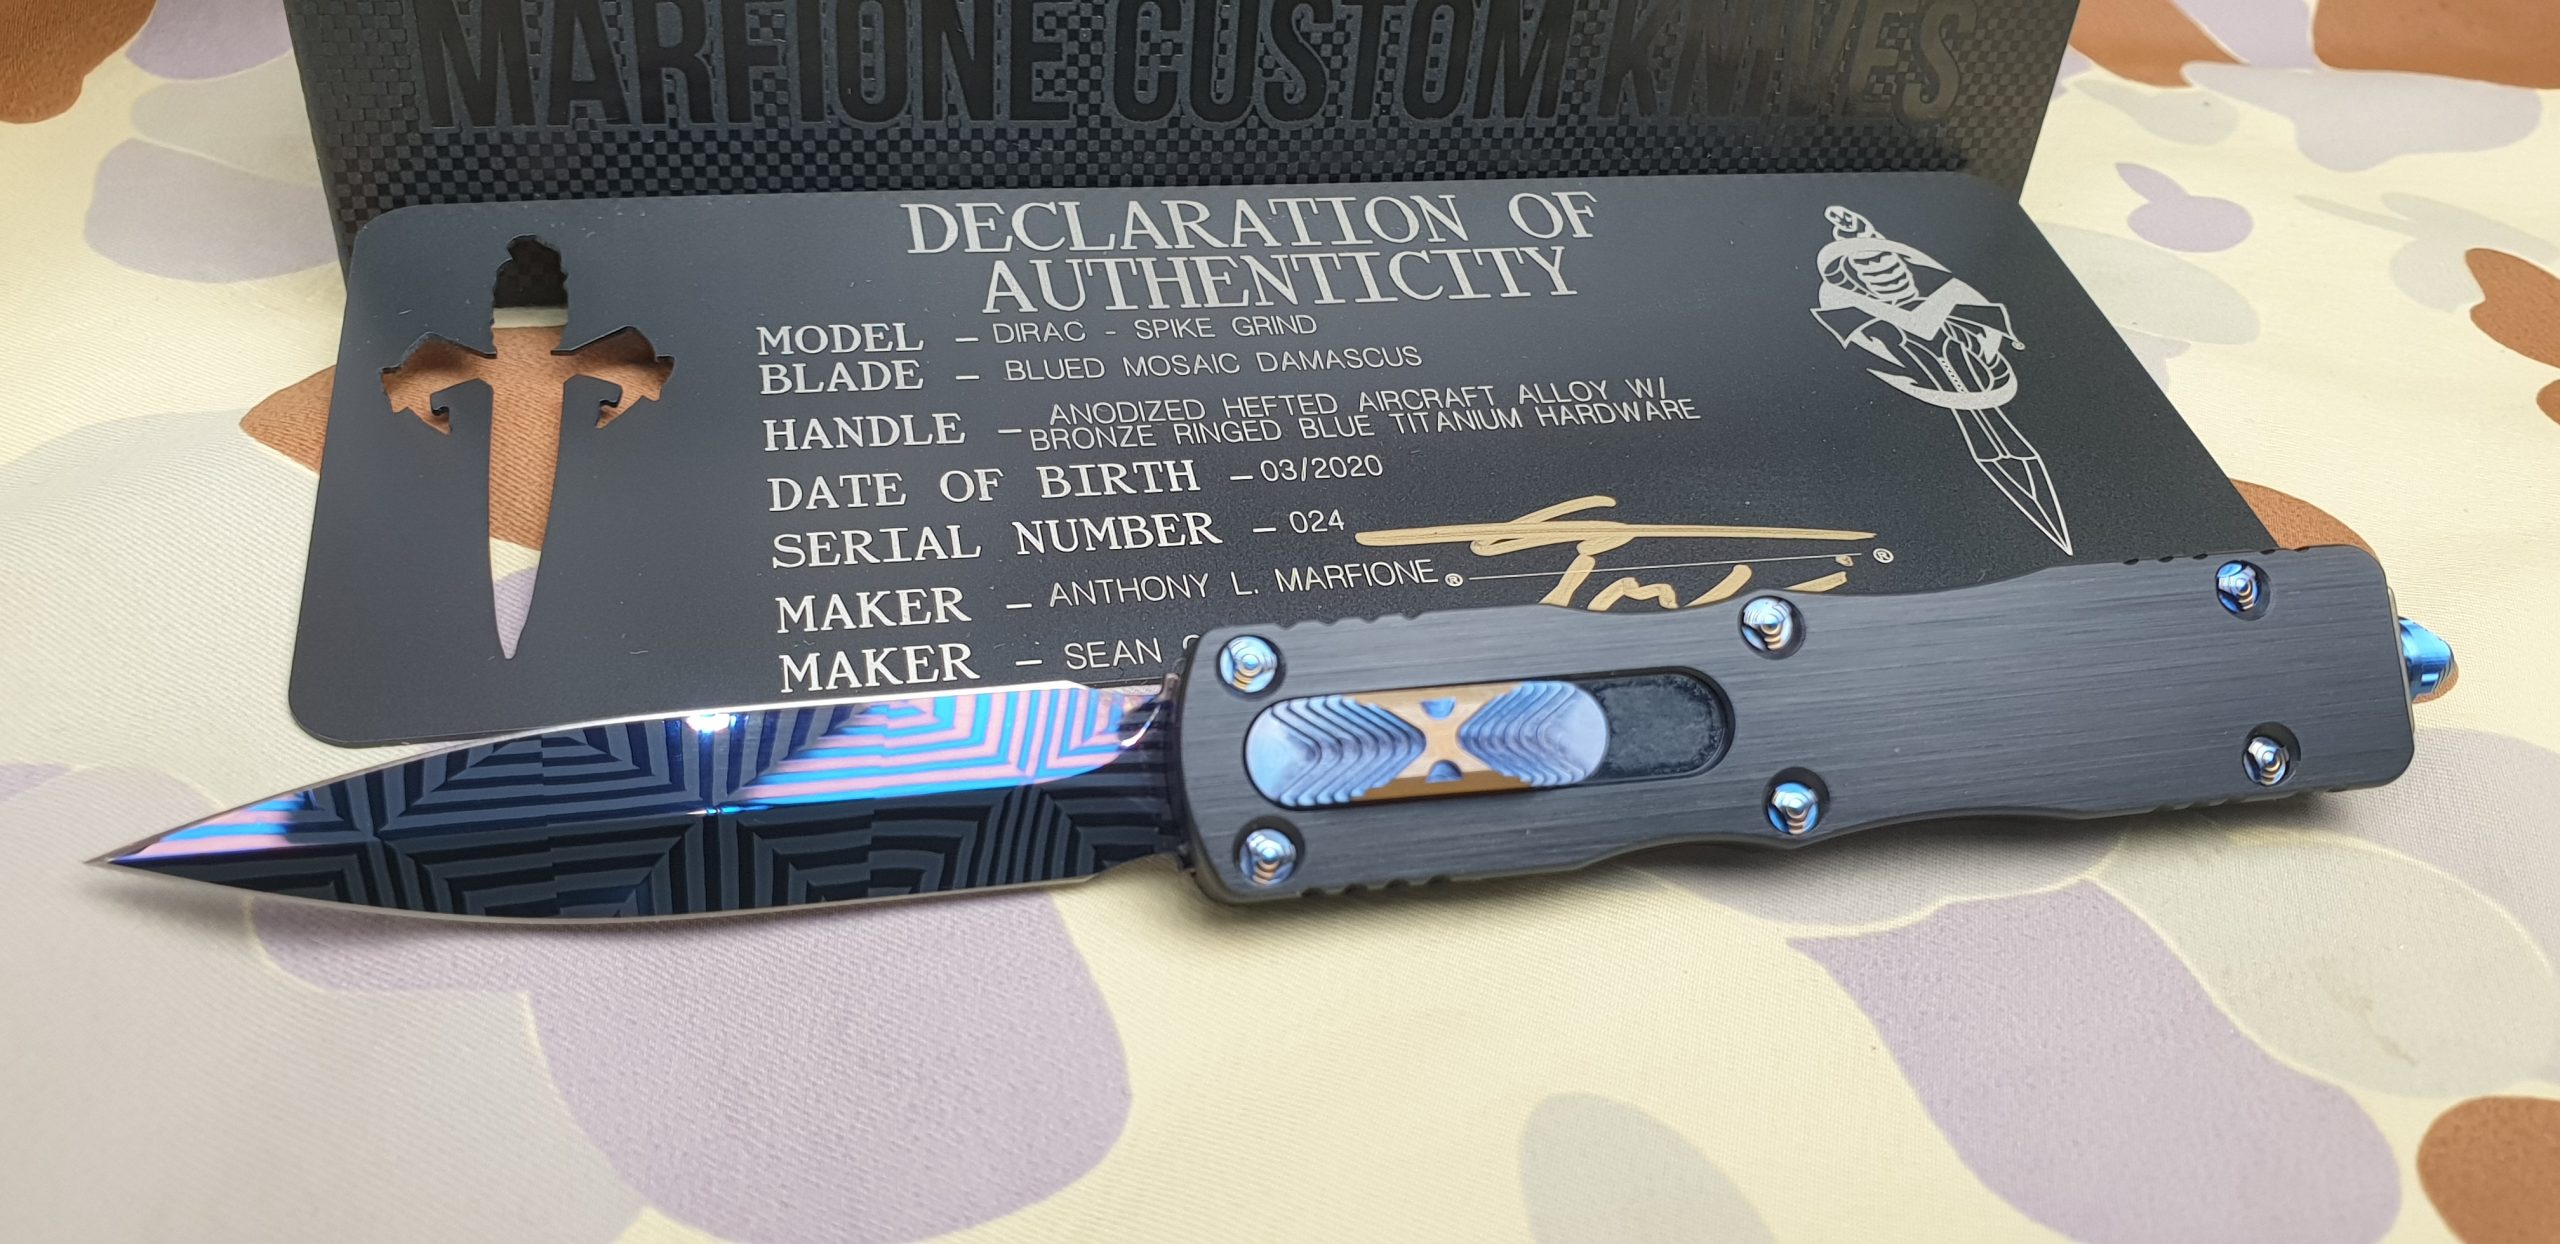 MARFIONE CUSTOM KNIVES
DECLARATION OF
AUTHENTICITY
MODEL – DIRAC - SPIKE GRIND
BLADE – BLUED MOSAIC DAMASCUS
HANDLE – ANODIZED HEFTED AIRCRAFT ALLOY W/
BRONZE RINGED BLUE TITANIUM HARDWARE
DATE OF BIRTH – 03/2020
SERIAL NUMBER – 024
MAKER – ANTHONY L. MARFIONE® ®
MAKER – SEAN